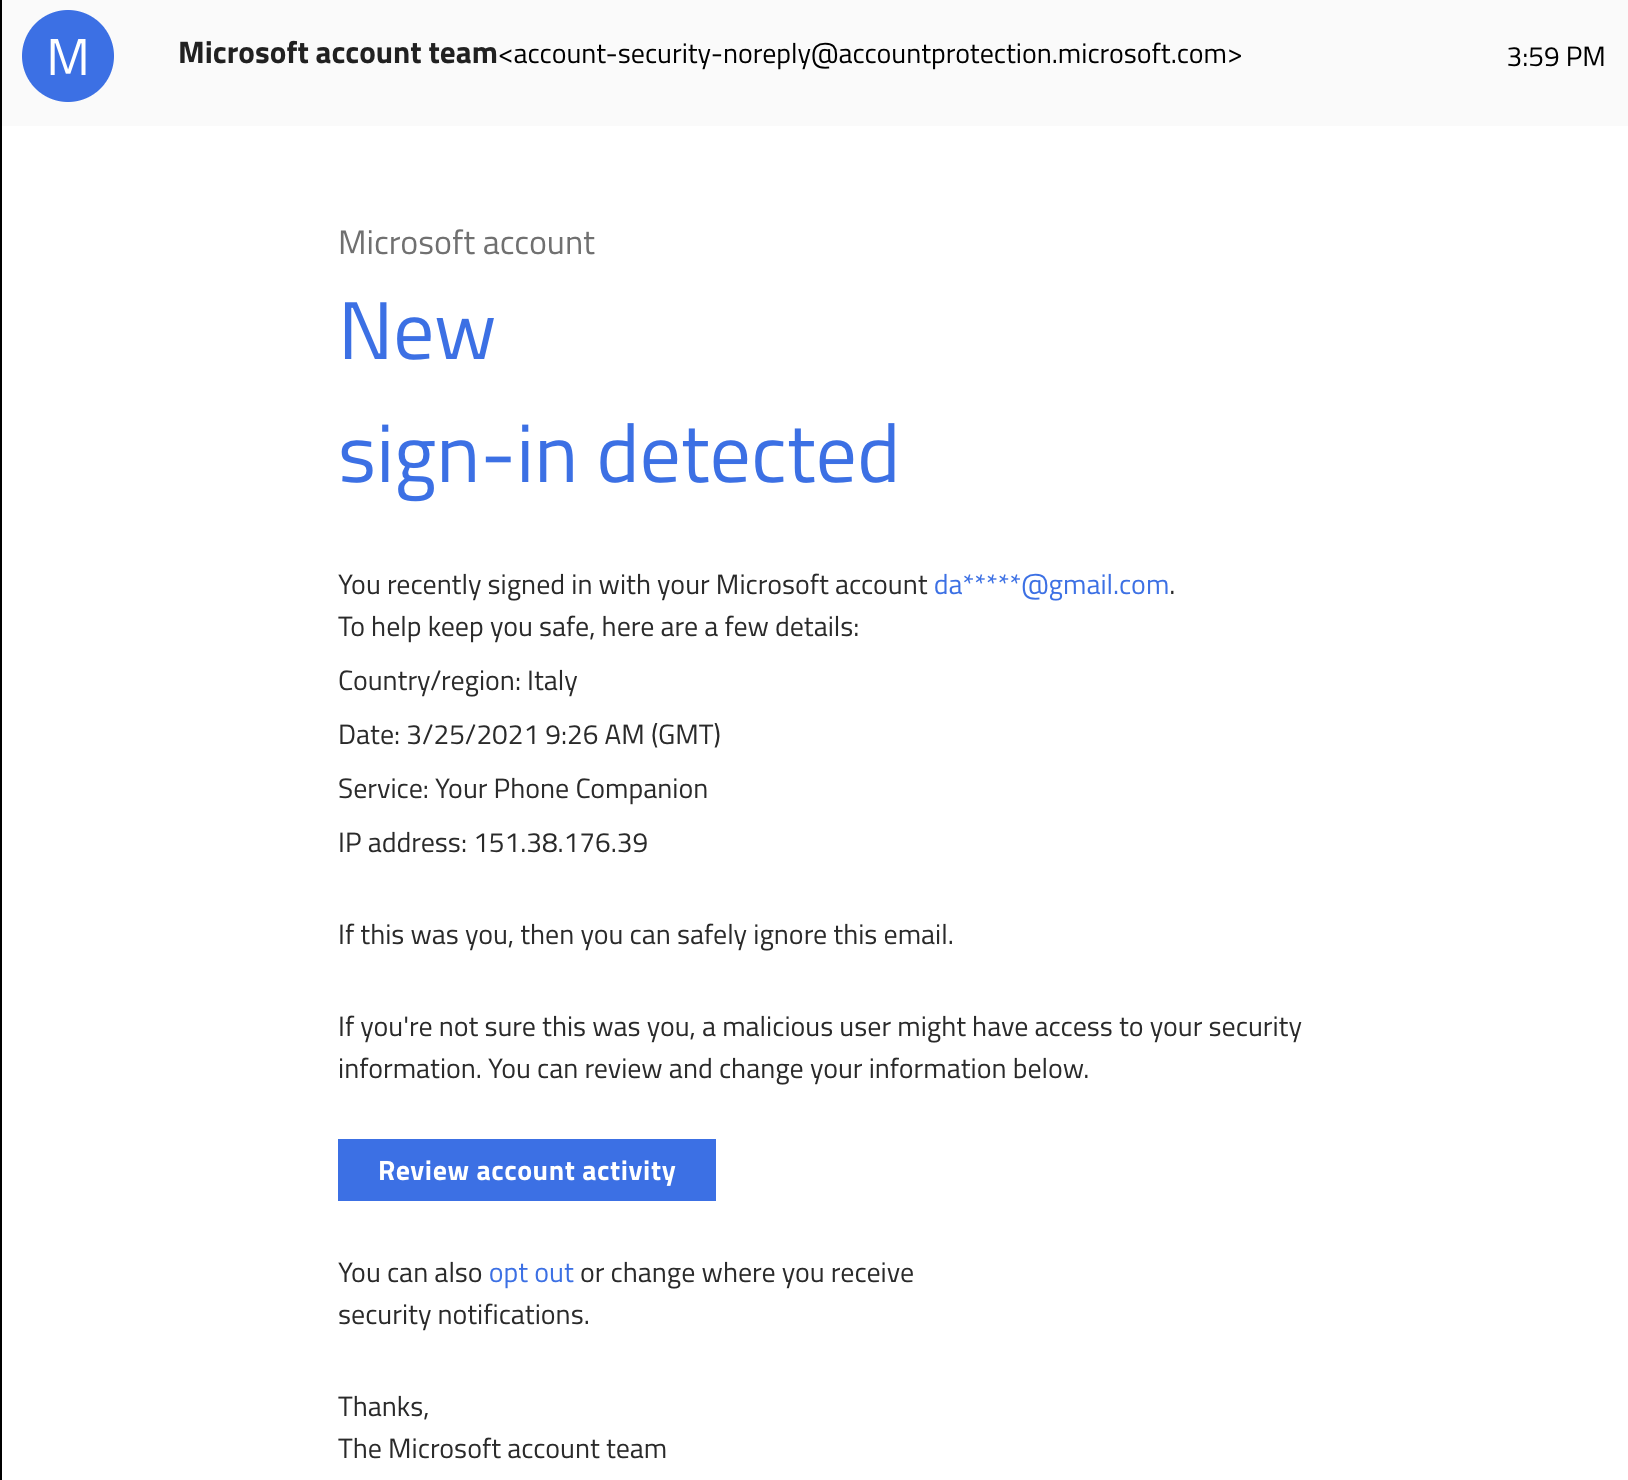 M
Microsoft account team<account-security-noreply@accountprotection.microsoft.com>
3:59 PM
Microsoft account
New
sign-in detected
You recently signed in with your Microsoft account da*****@gmail.com.
To help keep you safe, here are a few details:
Country/region: Italy
Date: 3/25/2021 9:26 AM (GMT)
Service: Your Phone Companion
IP address: 151.38.176.39
If this was you, then you can safely ignore this email.
If you're not sure this was you, a malicious user might have access to your security
information. You can review and change your information below.
Review account activity
You can also opt out or change where you receive
security notifications.
Thanks,
The Microsoft account team